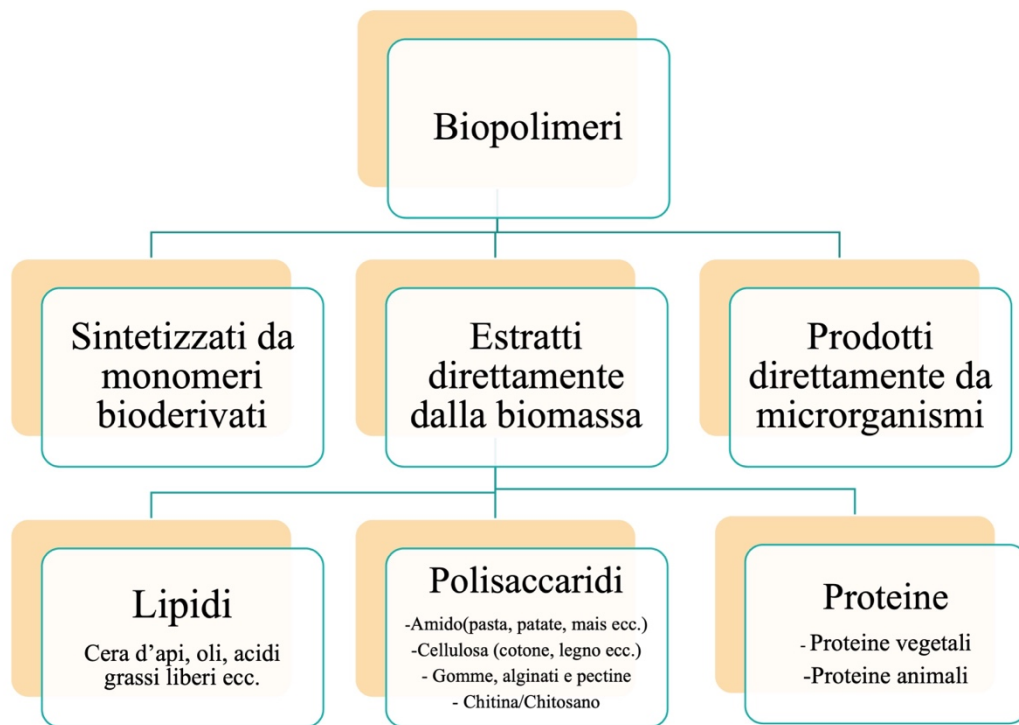 Biopolimeri
Sintetizzati da
monomeri
bioderivati
Estratti
direttamente
dalla biomassa
Prodotti
direttamente da
microrganismi
Lipidi
Cera d'api, oli, acidi
grassi liberi ecc.
Polisaccaridi
-Amido(pasta, patate, mais ecc.)
-Cellulosa (cotone, legno ecc.)
- Gomme, alginati e pectine
- Chitina/Chitosano
Proteine
- Proteine vegetali
-Proteine animali